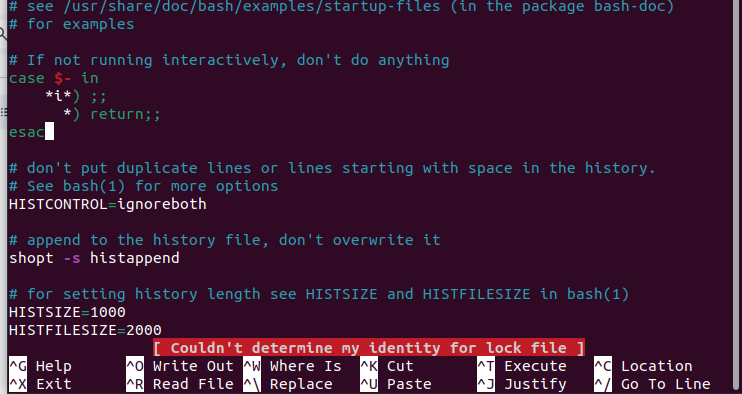 # see /usr/share/doc/bash/examples/startup-files (in the package bash-doc)
# for examples
# If not running interactively, don't do anything
case $- in
    *i*) ;;
      *) return;;
esac
# don't put duplicate lines or lines starting with space in the history.
# See bash(1) for more options
HISTCONTROL=ignoreboth
# append to the history file, don't overwrite it
shopt -s histappend
# for setting history length see HISTSIZE and HISTFILESIZE in bash(1)
HISTSIZE=1000
HISTFILESIZE=2000
[ Couldn't determine my identity for lock file ]
^G Help ^O Write Out ^W Where Is ^K Cut ^T Execute ^C Location
^X Exit ^R Read File ^\ Replace ^U Paste ^J Justify ^/ Go To Line